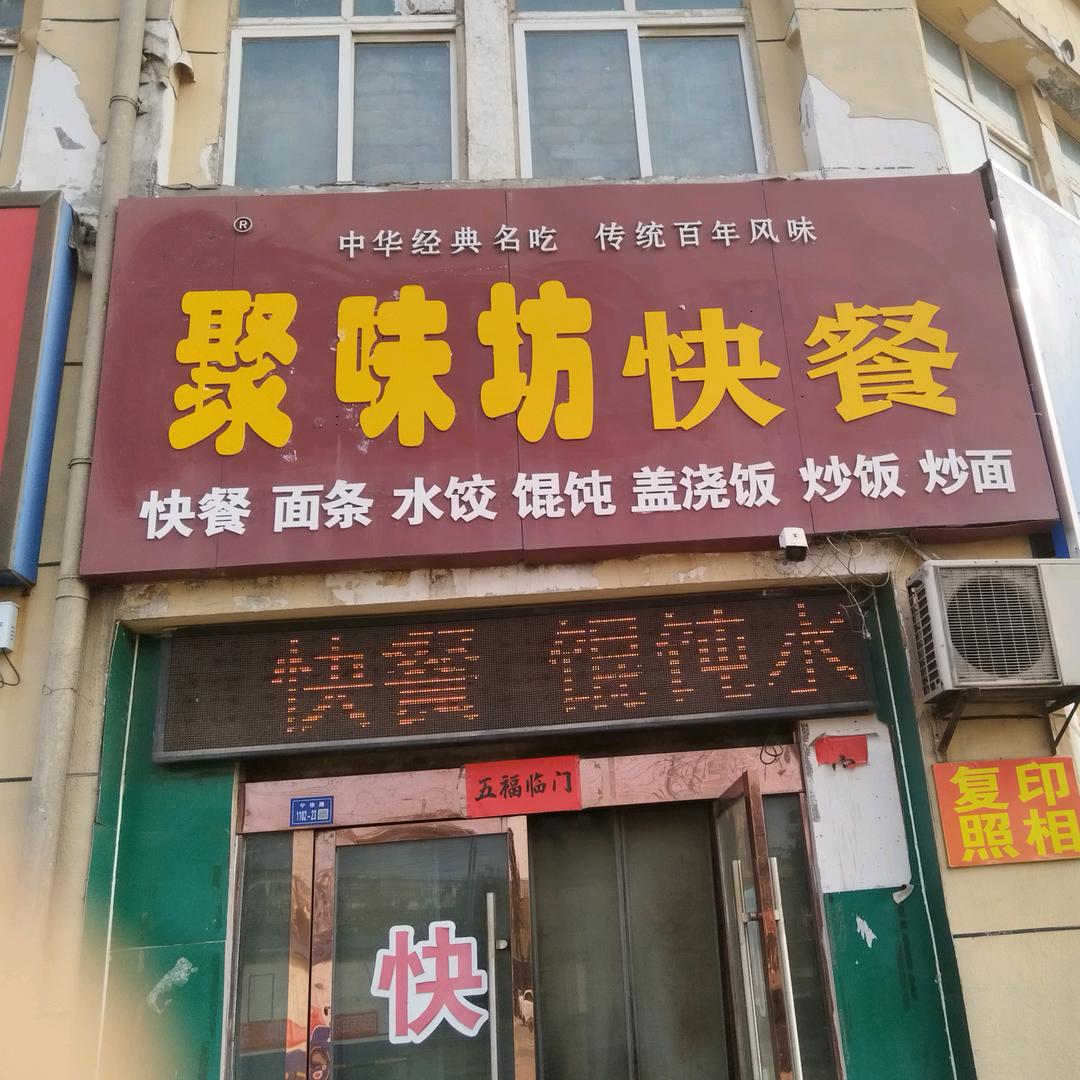 ®
中华经典名吃 传统百年风味
聚味坊快餐
快餐 面条 水饺 馄饨 盖浇饭 炒饭 炒面
快餐 馄饨水
五福临门
1102-23
复印
照相
快